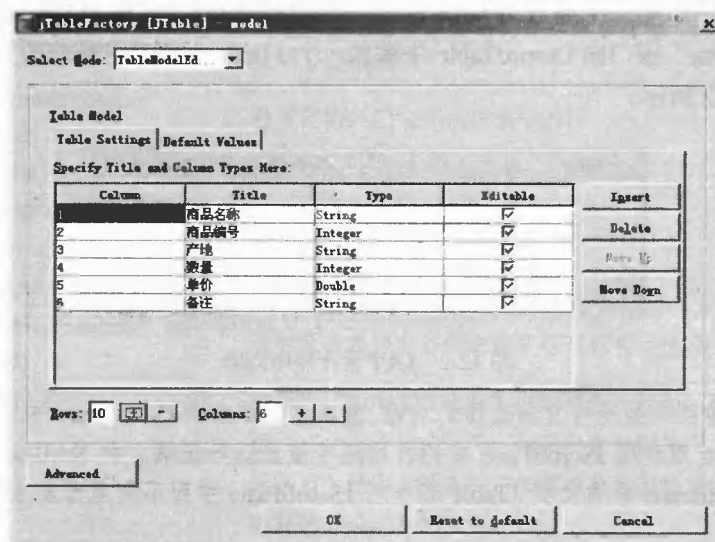 jTableFactory [JTable] - model
Select Mode: TableModelEd...
Table Model
Table Settings Default Values
Specify Title and Column Types Here:
Column Title Type Editable
1 商品名称 String
2 商品编号 Integer
3 产地 String
4 数量 Integer
5 单价 Double
6 备注 String
Insert
Delete
Move Up
Move Down
Rows: 10 + - Columns: 6 + -
Advanced
OK Reset to default Cancel